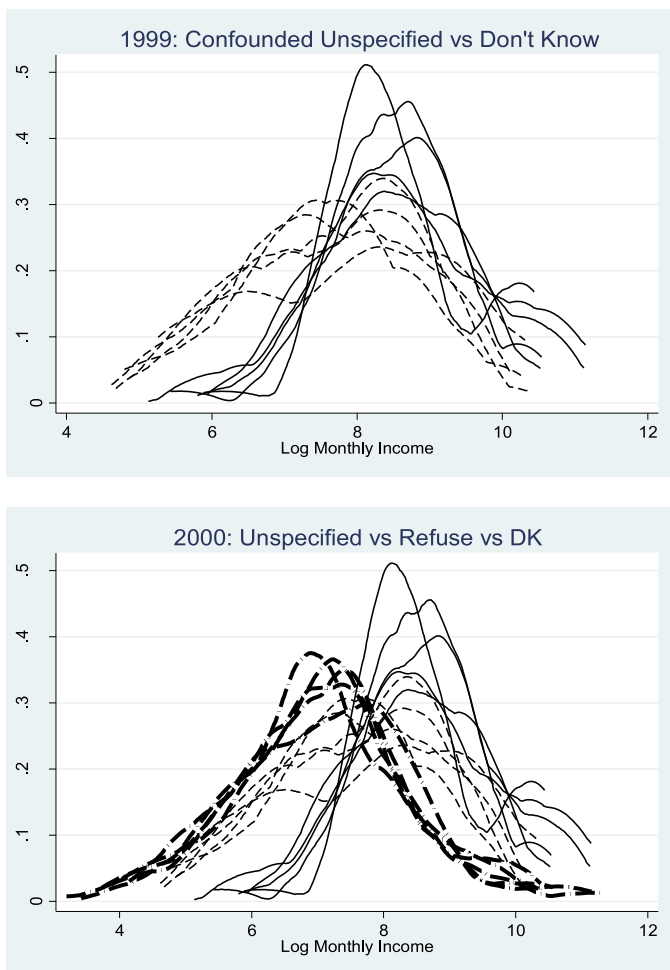 1999: Confounded Unspecified vs Don't Know
.5
.4
.3
.2
.1
0
4 6 8 10 12
Log Monthly Income
2000: Unspecified vs Refuse vs DK
.5
.4
.3
.2
.1
0
4 6 8 10 12
Log Monthly Income